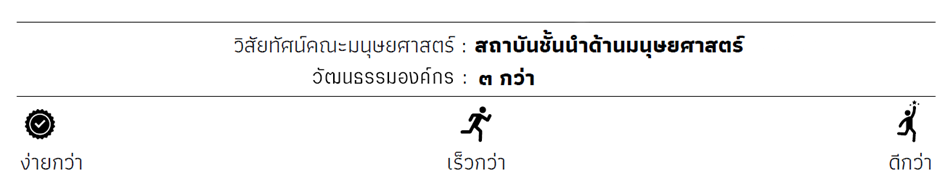 วิสัยทัศน์คณะมนุษยศาสตร์ : สถาบันชั้นนำด้านมนุษยศาสตร์
วัฒนธรรมองค์กร : ๓ กว่า
ง่ายกว่า เร็วกว่า ดีกว่า